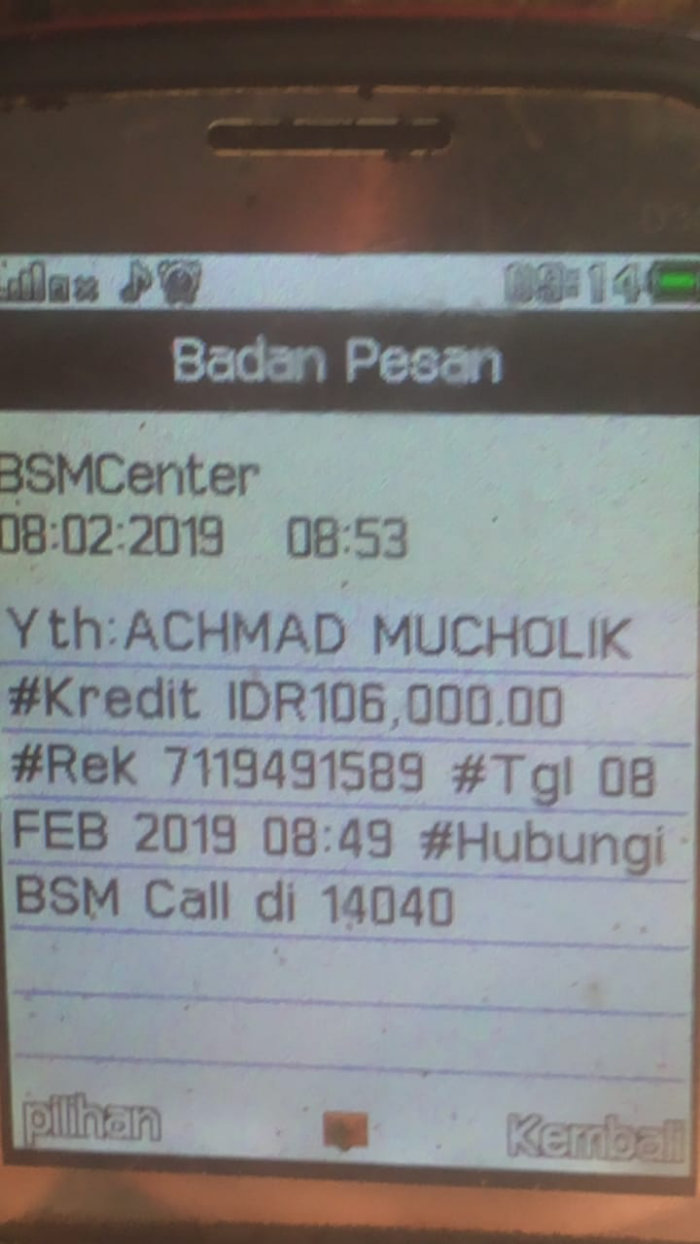 09:14
Badan Pesan
BSMCenter
08:02:2019 08:53
Yth:ACHMAD MUCHOLIK
#Kredit IDR106,000.00
#Rek 7119491589 #Tgl 08
FEB 2019 08:49 #Hubungi
BSM Call di 14040
pilihan Kembali